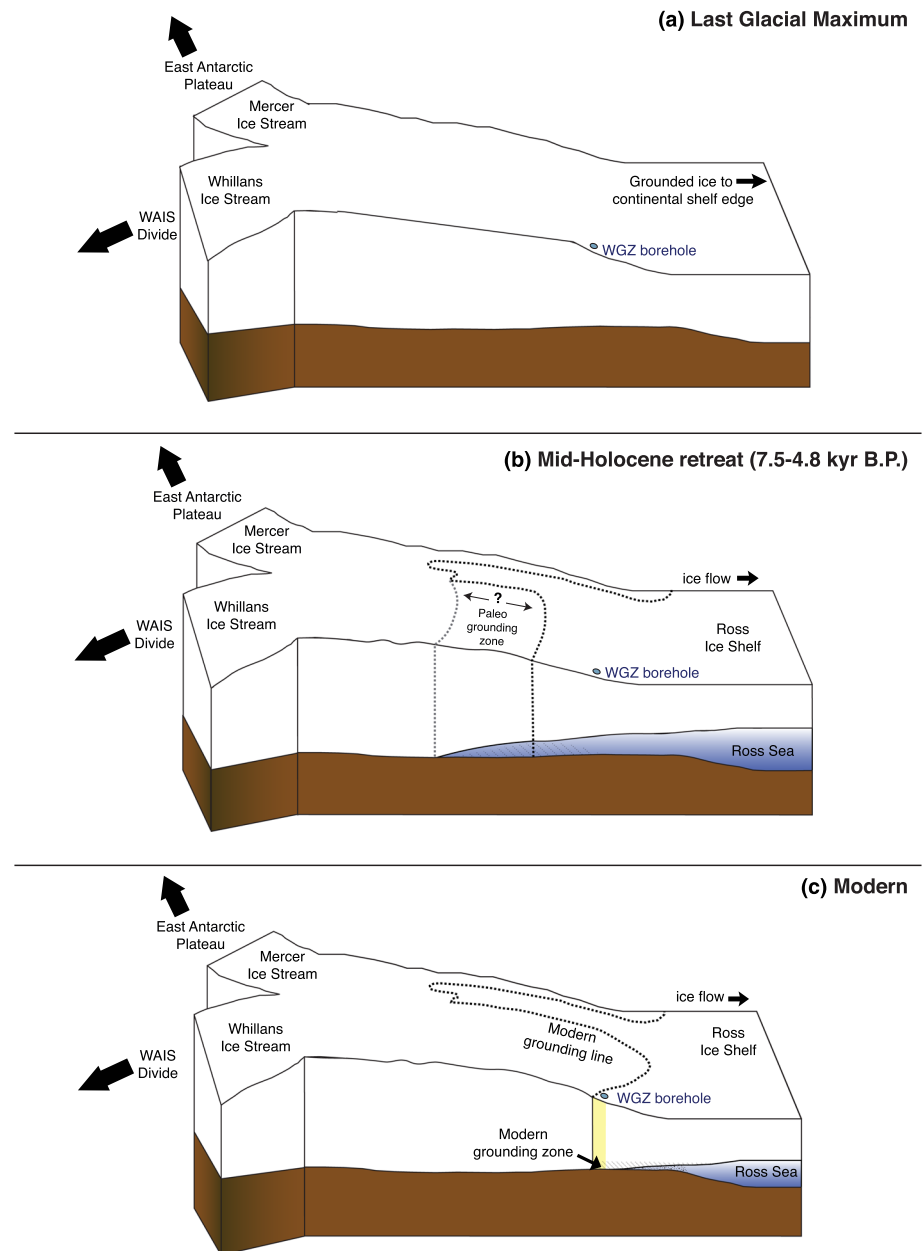 (a) Last Glacial Maximum
East Antarctic
Plateau
Mercer
Ice Stream
Whillans
Ice Stream
Grounded ice to
continental shelf edge
WAIS
Divide
WGZ borehole
(b) Mid-Holocene retreat (7.5-4.8 kyr B.P.)
East Antarctic
Plateau
Mercer
Ice Stream
ice flow
?
Whillans
Ice Stream
Paleo
grounding
zone
Ross
Ice Shelf
WAIS
Divide
WGZ borehole
Ross Sea
(c) Modern
East Antarctic
Plateau
Mercer
Ice Stream
ice flow
Whillans
Ice Stream
Modern
grounding line
Ross
Ice Shelf
WAIS
Divide
WGZ borehole
Modern
grounding zone
Ross Sea